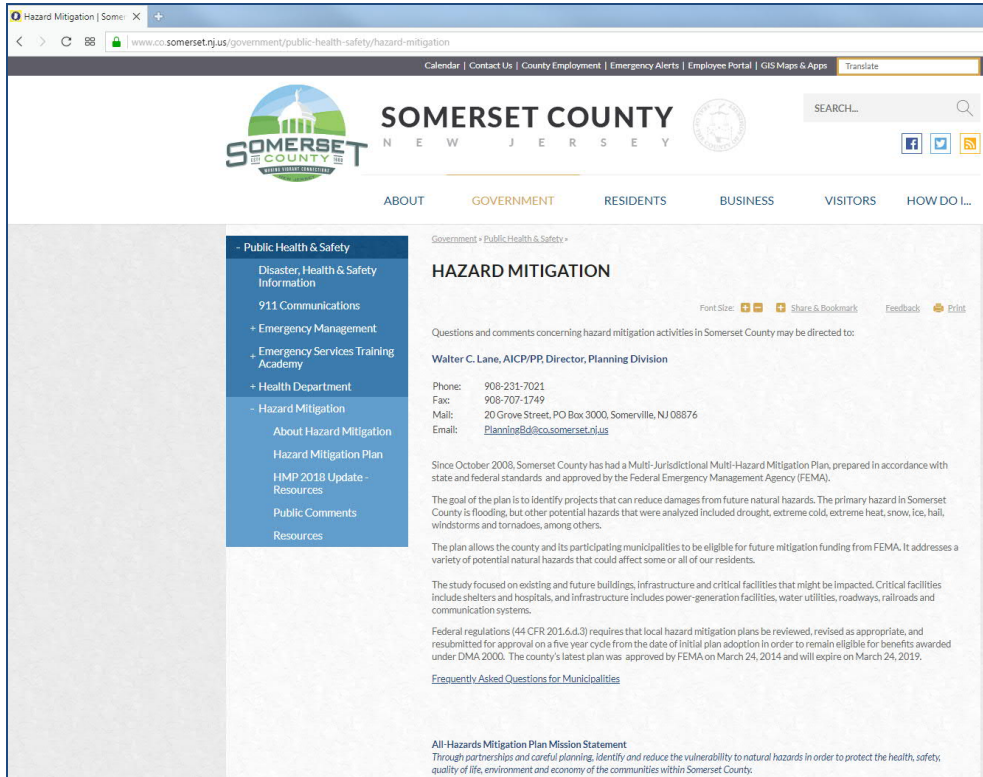 Hazard Mitigation | Some
www.co.somerset.nj.us/government/public-health-safety/hazard-mitigation
Calendar | Contact Us | County Employment | Emergency Alerts | Employee Portal | GIS Maps & Apps
Translate
SOMERSET
COUNTY
MAKING VIBRANT CONNECTIONS
SOMERSET COUNTY
NEW JERSEY
SEARCH...
ABOUT GOVERNMENT RESIDENTS BUSINESS VISITORS HOW DO I...
- Public Health & Safety
Disaster, Health & Safety
Information
911 Communications
+ Emergency Management
+ Emergency Services Training
Academy
+ Health Department
- Hazard Mitigation
About Hazard Mitigation
Hazard Mitigation Plan
HMP 2018 Update -
Resources
Public Comments
Resources
Government » Public Health & Safety »
HAZARD MITIGATION
Font Size: + - + Share & Bookmark Feedback Print
Questions and comments concerning hazard mitigation activities in Somerset County may be directed to:
Walter C. Lane, AICP/PP, Director, Planning Division
Phone: 908-231-7021
Fax: 908-707-1749
Mail: 20 Grove Street, PO Box 3000, Somerville, NJ 08876
Email: PlanningBd@co.somerset.nj.us
Since October 2008, Somerset County has had a Multi-Jurisdictional Multi-Hazard Mitigation Plan, prepared in accordance with
state and federal standards and approved by the Federal Emergency Management Agency (FEMA).
The goal of the plan is to identify projects that can reduce damages from future natural hazards. The primary hazard in Somerset
County is flooding, but other potential hazards that were analyzed included drought, extreme cold, extreme heat, snow, ice, hail,
windstorms and tornadoes, among others.
The plan allows the county and its participating municipalities to be eligible for future mitigation funding from FEMA. It addresses a
variety of potential natural hazards that could affect some or all of our residents.
The study focused on existing and future buildings, infrastructure and critical facilities that might be impacted. Critical facilities
include shelters and hospitals, and infrastructure includes power-generation facilities, water utilities, roadways, railroads and
communication systems.
Federal regulations (44 CFR 201.6.d.3) requires that local hazard mitigation plans be reviewed, revised as appropriate, and
resubmitted for approval on a five year cycle from the date of initial plan adoption in order to remain eligible for benefits awarded
under DMA 2000. The county's latest plan was approved by FEMA on March 24, 2014 and will expire on March 24, 2019.
Frequently Asked Questions for Municipalities
All-Hazards Mitigation Plan Mission Statement
Through partnerships and careful planning, identify and reduce the vulnerability to natural hazards in order to protect the health, safety,
quality of life, environment and economy of the communities within Somerset County.